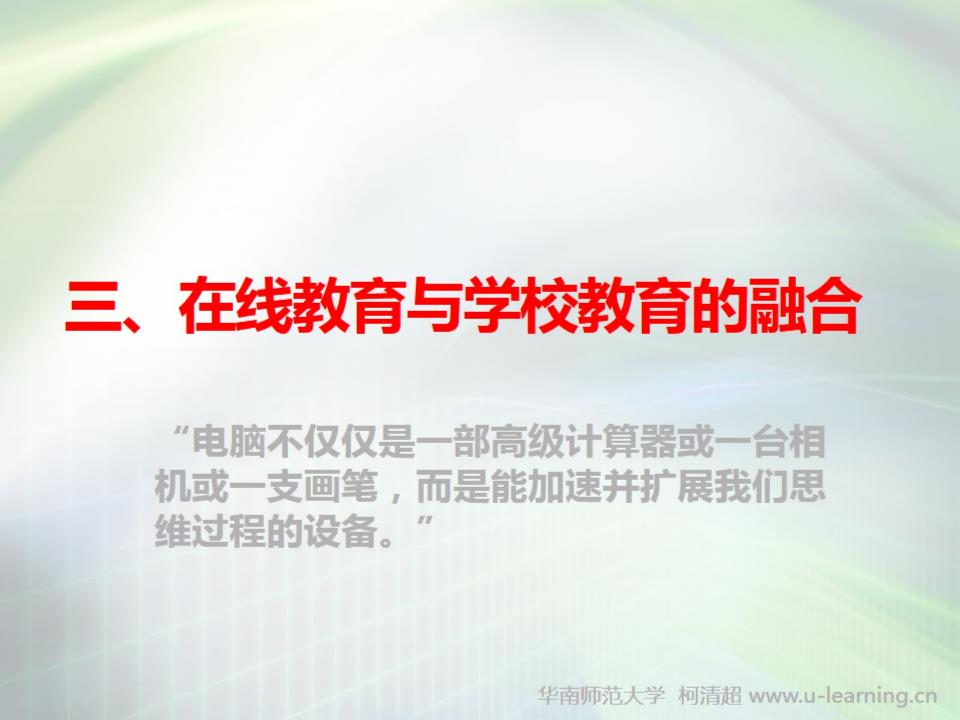 三、在线教育与学校教育的融合
“电脑不仅仅是一部高级计算器或一台相
机或一支画笔，而是能加速并扩展我们思
维过程的设备。”
华南师范大学 柯清超 www.u-learning.cn